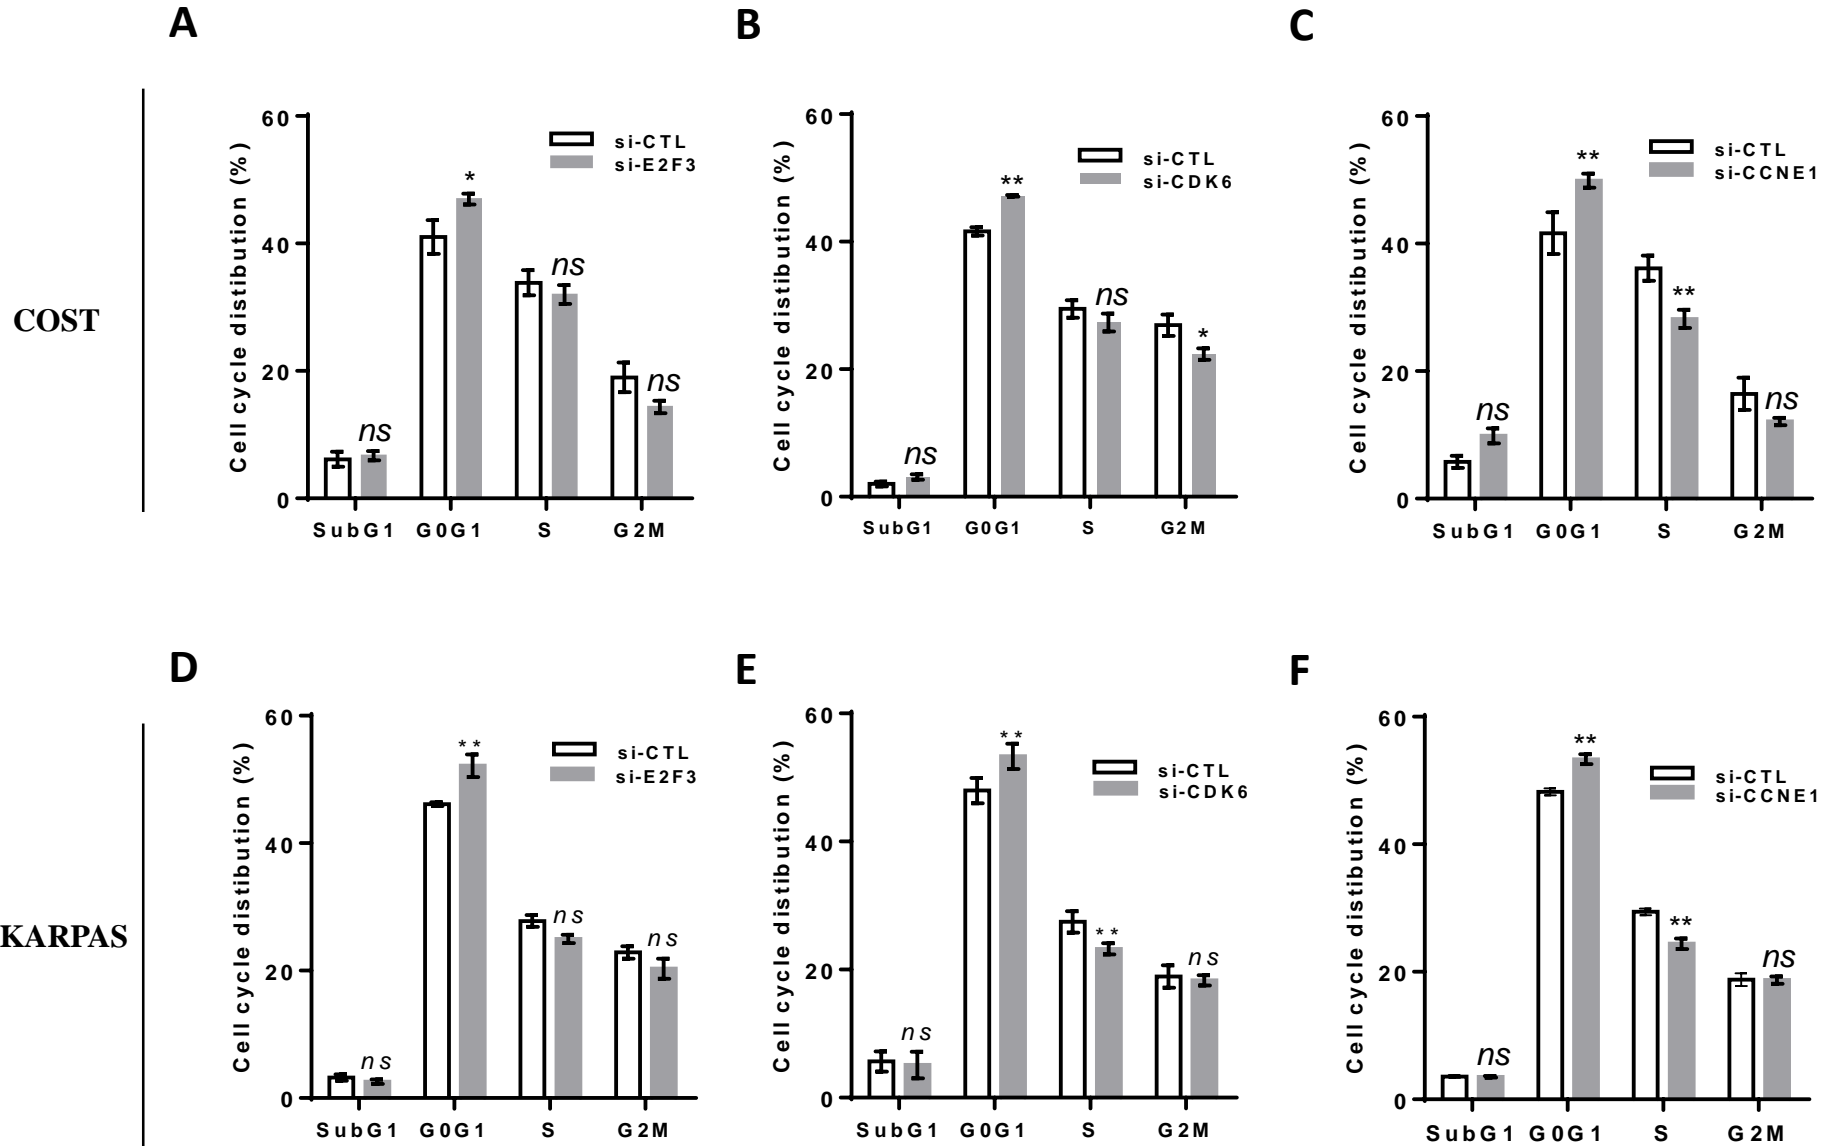 A
B
C
COST
Cell cycle distibution (%)
60
40
20
0
si-CTL
si-E2F3
*
ns
ns
ns
SubG1 G0G1 S G2M
Cell cycle distibution (%)
60
40
20
0
si-CTL
si-CDK6
**
ns
*
ns
SubG1 G0G1 S G2M
Cell cycle distibution (%)
60
40
20
0
si-CTL
si-CCNE1
**
**
ns
ns
SubG1 G0G1 S G2M
D
E
F
KARPAS
Cell cycle distibution (%)
60
40
20
0
si-CTL
si-E2F3
**
ns
ns
ns
SubG1 G0G1 S G2M
Cell cycle distibution (%)
60
40
20
0
si-CTL
si-CDK6
**
**
ns
ns
SubG1 G0G1 S G2M
Cell cycle distibution (%)
60
40
20
0
si-CTL
si-CCNE1
**
**
ns
ns
SubG1 G0G1 S G2M